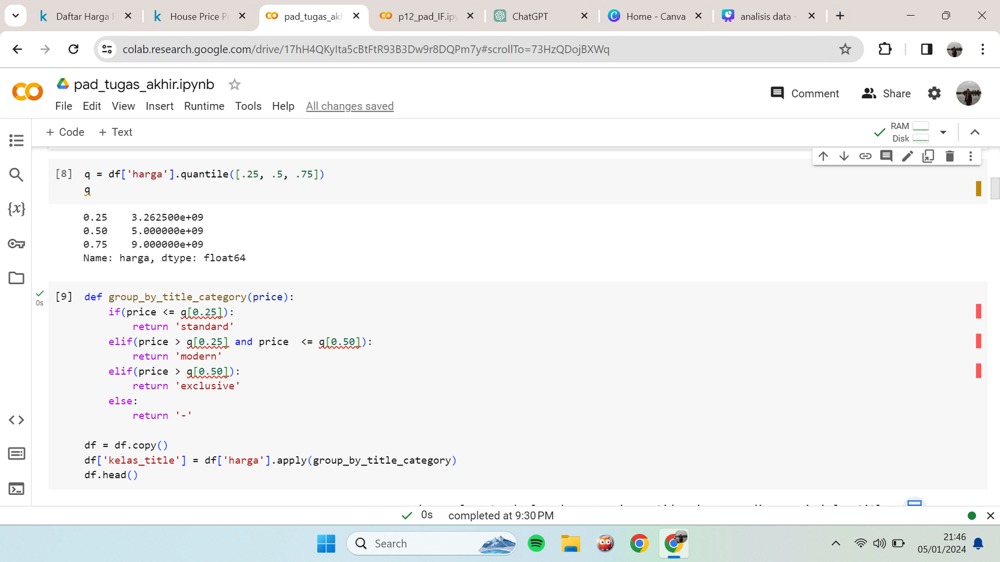 Daftar Harga
House Price P
pad_tugas_ak
p12_pad_IF.ipy
ChatGPT
Home - Canva
analisis data -
colab.research.google.com/drive/17hH4QKyIta5cBtFtR93B3Dw9r8DQPm7y#scrollTo=73HzQDojBXWq
pad_tugas_akhir.ipynb
Comment
Share
File Edit View Insert Runtime Tools Help All changes saved
+ Code + Text
RAM
Disk
[8] q = df['harga'].quantile([.25, .5, .75])
q
0.25 3.262500e+09
0.50 5.000000e+09
0.75 9.000000e+09
Name: harga, dtype: float64
[9] def group_by_title_category(price):
0s
if(price <= q[0.25]):
return 'standard'
elif(price > q[0.25] and price <= q[0.50]):
return 'modern'
elif(price > q[0.50]):
return 'exclusive'
else:
return '-'
df = df.copy()
df['kelas_title'] = df['harga'].apply(group_by_title_category)
df.head()
0s completed at 9:30 PM
Search
21:46
05/01/2024